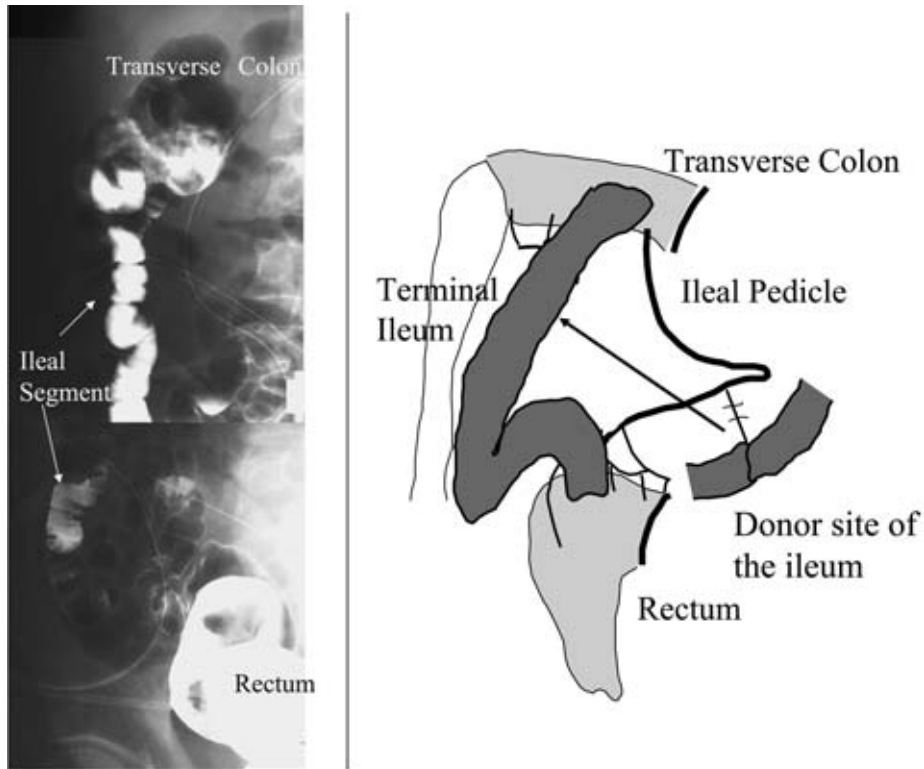 Transverse Colon
Ileal
Segment
Rectum
Transverse Colon
Terminal
Ileum
Ileal Pedicle
Donor site of
the ileum
Rectum